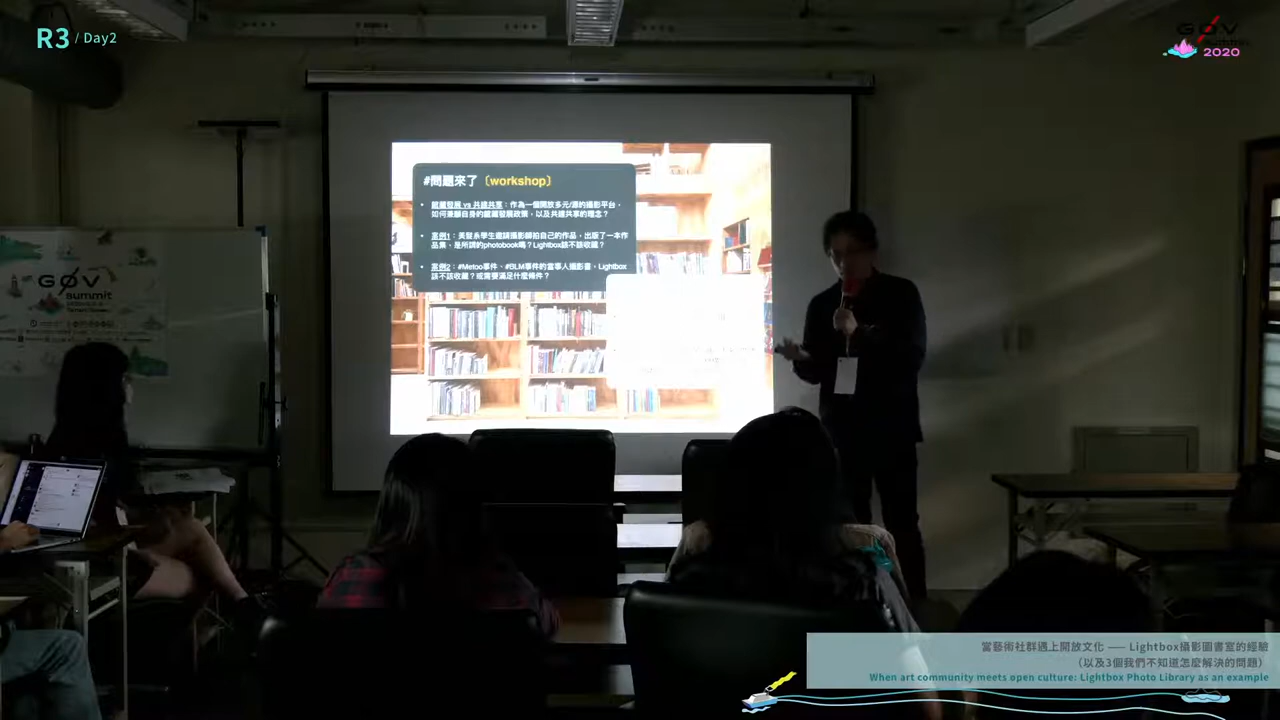 R3 / Day2
GØV
2020
#問題來了〔workshop〕
• 館藏發展 vs 共建共享：作為一個開放多元/源的攝影平台，
如何兼顧自身的館藏發展政策，以及共建共享的理念？
• 案例1：美髮系學生邀請攝影師拍自己的作品，出版了一本作
品集，是所謂的photobook嗎？Lightbox該不該收藏？
• 案例2：#Metoo事件、#BLM事件的當事人攝影畫，Lightbox
該不該收藏？或需要滿足什麼條件？
GØV
summit
當藝術社群遇上開放文化 —— Lightbox攝影圖書室的經驗
（以及3個我們不知道怎麼解決的問題）
When art community meets open culture: Lightbox Photo Library as an example